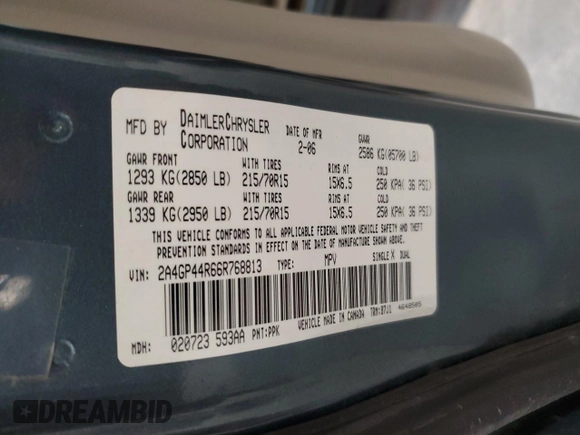 MFD BY DAIMLERCHRYSLER CORPORATION
DATE OF MFR 2-06
GVWR 2586 KG(05700 LB)
GAWR FRONT WITH TIRES RIMS AT COLD
1293 KG(2850 LB) 215/70R15 15X6.5 250 KPA( 36 PSI)
GAWR REAR WITH TIRES RIMS AT COLD
1339 KG(2950 LB) 215/70R15 15X6.5 250 KPA( 36 PSI)
THIS VEHICLE CONFORMS TO ALL APPLICABLE FEDERAL MOTOR VEHICLE SAFETY AND THEFT
PREVENTION STANDARDS IN EFFECT ON THE DATE OF MANUFACTURE SHOWN ABOVE.
VIN: 2A4GP44R66R768813 TYPE: MPV SINGLE X DUAL
MDH: 020723 593AA PNT:PPK VEHICLE MADE IN CANADA TRM:B7J1 4648505
DREAMBID